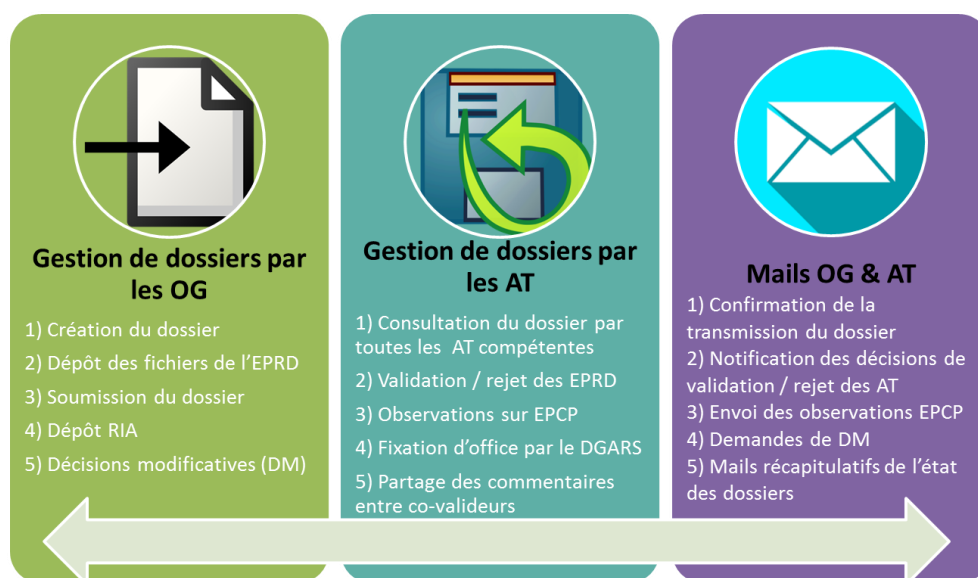 Gestion de dossiers par
les OG
1) Création du dossier
2) Dépôt des fichiers de l’EPRD
3) Soumission du dossier
4) Dépôt RIA
5) Décisions modificatives (DM)
Gestion de dossiers par
les AT
1) Consultation du dossier par
toutes les AT compétentes
2) Validation / rejet des EPRD
3) Observations sur EPCP
4) Fixation d’office par le DGARS
5) Partage des commentaires
entre co-valideurs
Mails OG & AT
1) Confirmation de la
transmission du dossier
2) Notification des décisions de
validation / rejet des AT
3) Envoi des observations EPCP
4) Demandes de DM
5) Mails récapitulatifs de l’état
des dossiers